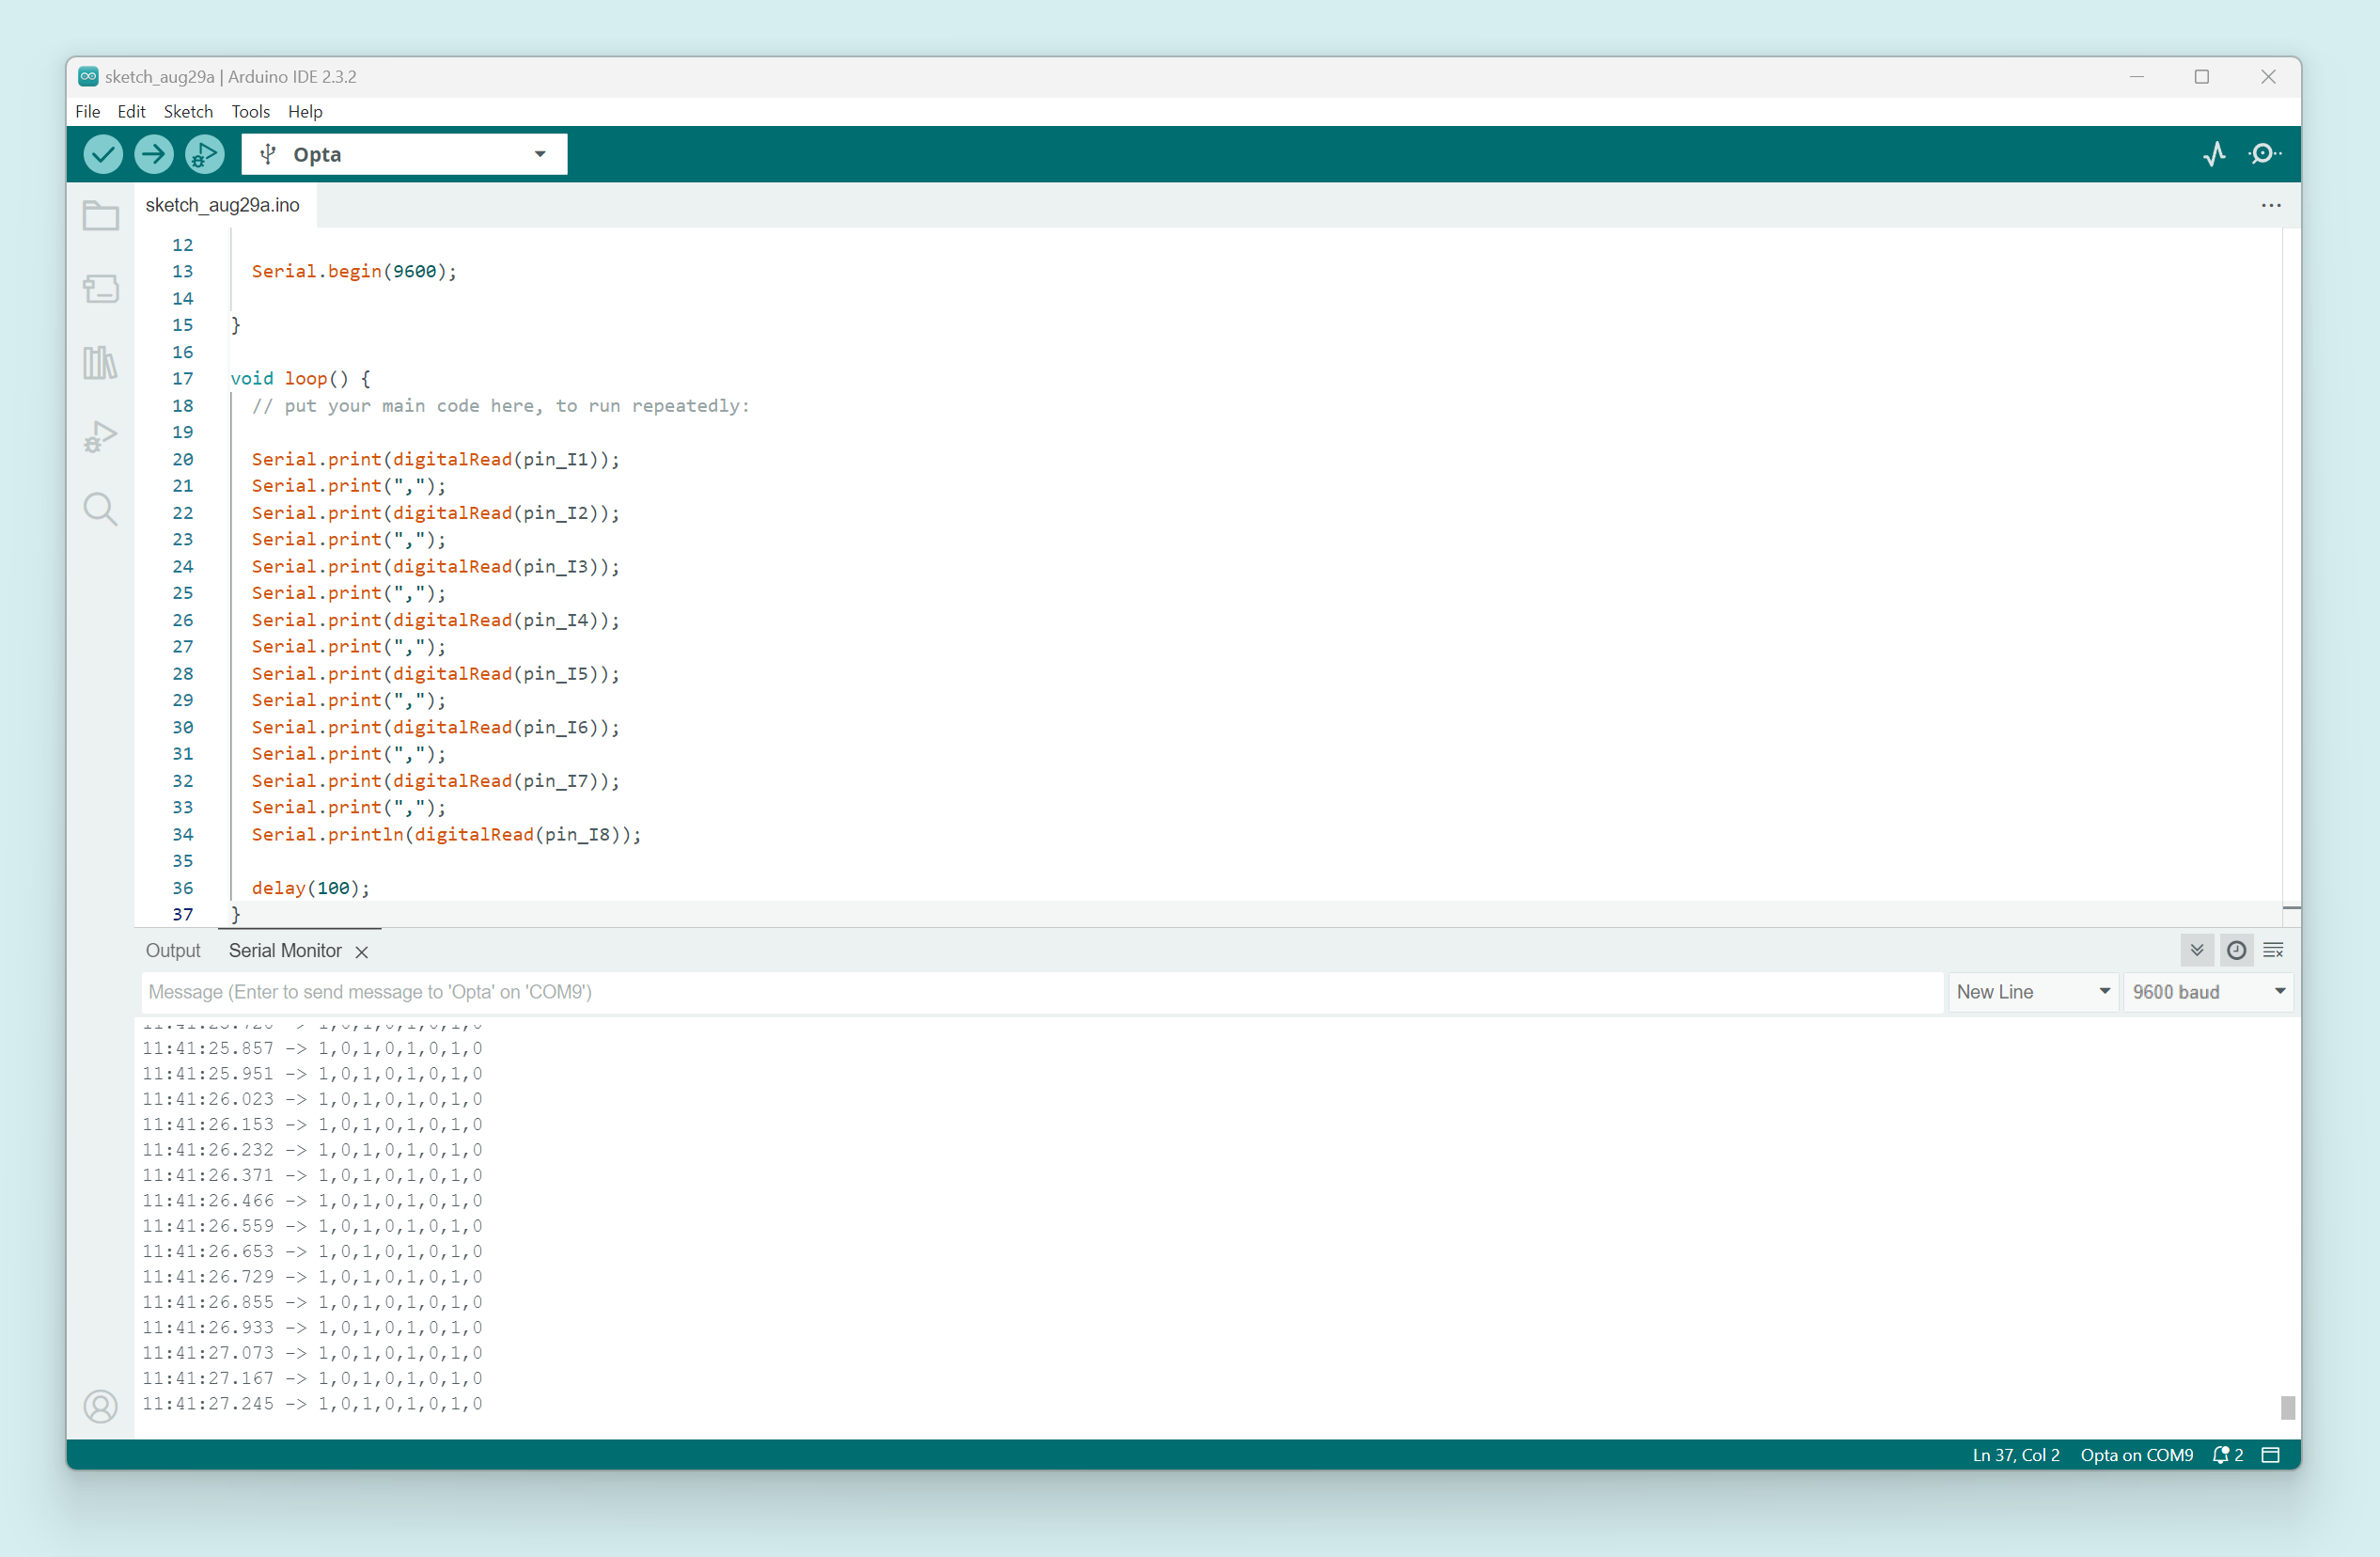 sketch_aug29a | Arduino IDE 2.3.2
File Edit Sketch Tools Help
Opta
sketch_aug29a.ino
12
13 Serial.begin(9600);
14
15 }
16
17 void loop() {
18 // put your main code here, to run repeatedly:
19
20 Serial.print(digitalRead(pin_I1));
21 Serial.print(",");
22 Serial.print(digitalRead(pin_I2));
23 Serial.print(",");
24 Serial.print(digitalRead(pin_I3));
25 Serial.print(",");
26 Serial.print(digitalRead(pin_I4));
27 Serial.print(",");
28 Serial.print(digitalRead(pin_I5));
29 Serial.print(",");
30 Serial.print(digitalRead(pin_I6));
31 Serial.print(",");
32 Serial.print(digitalRead(pin_I7));
33 Serial.print(",");
34 Serial.println(digitalRead(pin_I8));
35
36 delay(100);
37 }
Output Serial Monitor
Message (Enter to send message to 'Opta' on 'COM9') New Line 9600 baud
11:41:25.857 -> 1,0,1,0,1,0,1,0
11:41:25.951 -> 1,0,1,0,1,0,1,0
11:41:26.023 -> 1,0,1,0,1,0,1,0
11:41:26.153 -> 1,0,1,0,1,0,1,0
11:41:26.232 -> 1,0,1,0,1,0,1,0
11:41:26.371 -> 1,0,1,0,1,0,1,0
11:41:26.466 -> 1,0,1,0,1,0,1,0
11:41:26.559 -> 1,0,1,0,1,0,1,0
11:41:26.653 -> 1,0,1,0,1,0,1,0
11:41:26.729 -> 1,0,1,0,1,0,1,0
11:41:26.855 -> 1,0,1,0,1,0,1,0
11:41:26.933 -> 1,0,1,0,1,0,1,0
11:41:27.073 -> 1,0,1,0,1,0,1,0
11:41:27.167 -> 1,0,1,0,1,0,1,0
11:41:27.245 -> 1,0,1,0,1,0,1,0
Ln 37, Col 2 Opta on COM9 2